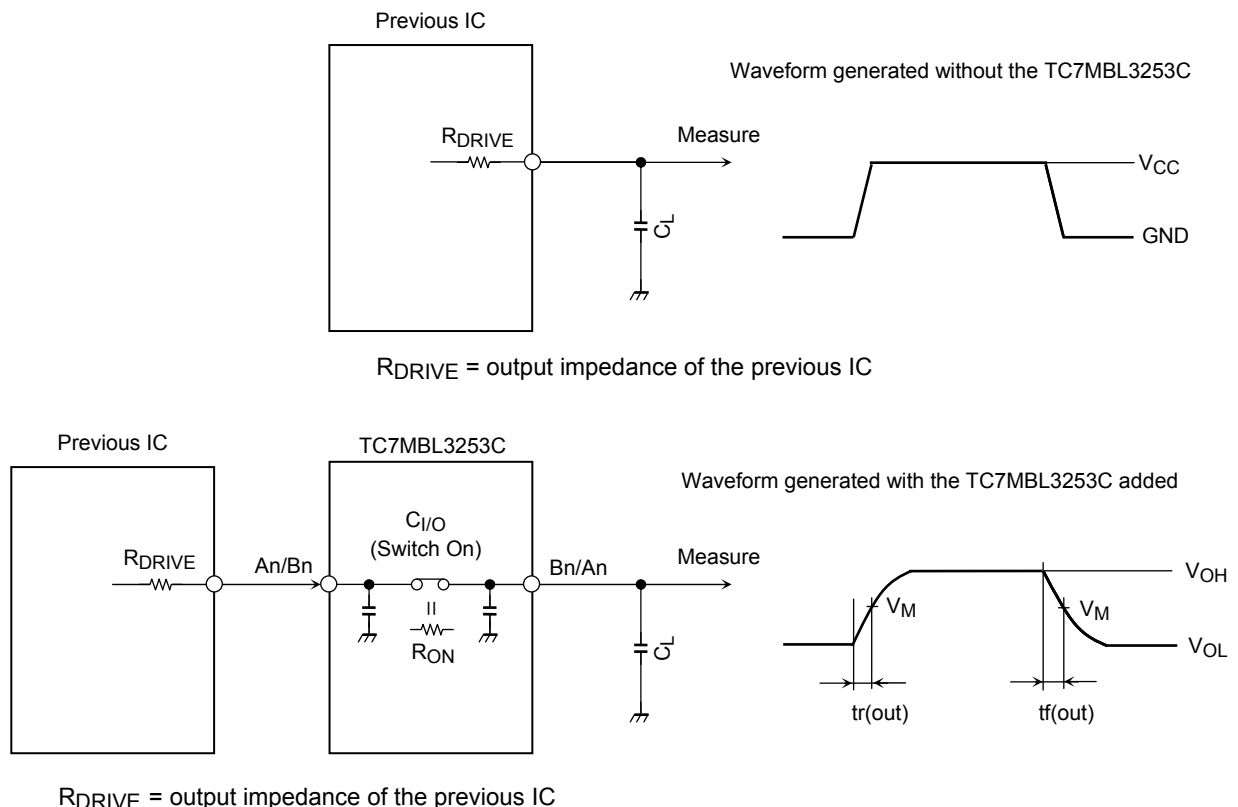 Previous IC
Waveform generated without the TC7MBL3253C
RDRIVE
Measure
VCC
CL
GND
RDRIVE = output impedance of the previous IC
Previous IC
TC7MBL3253C
Waveform generated with the TC7MBL3253C added
CI/O
(Switch On)
RDRIVE
An/Bn
Bn/An
Measure
VOH
VM
VM
RON
CL
VOL
tr(out)
tf(out)
RDRIVE = output impedance of the previous IC